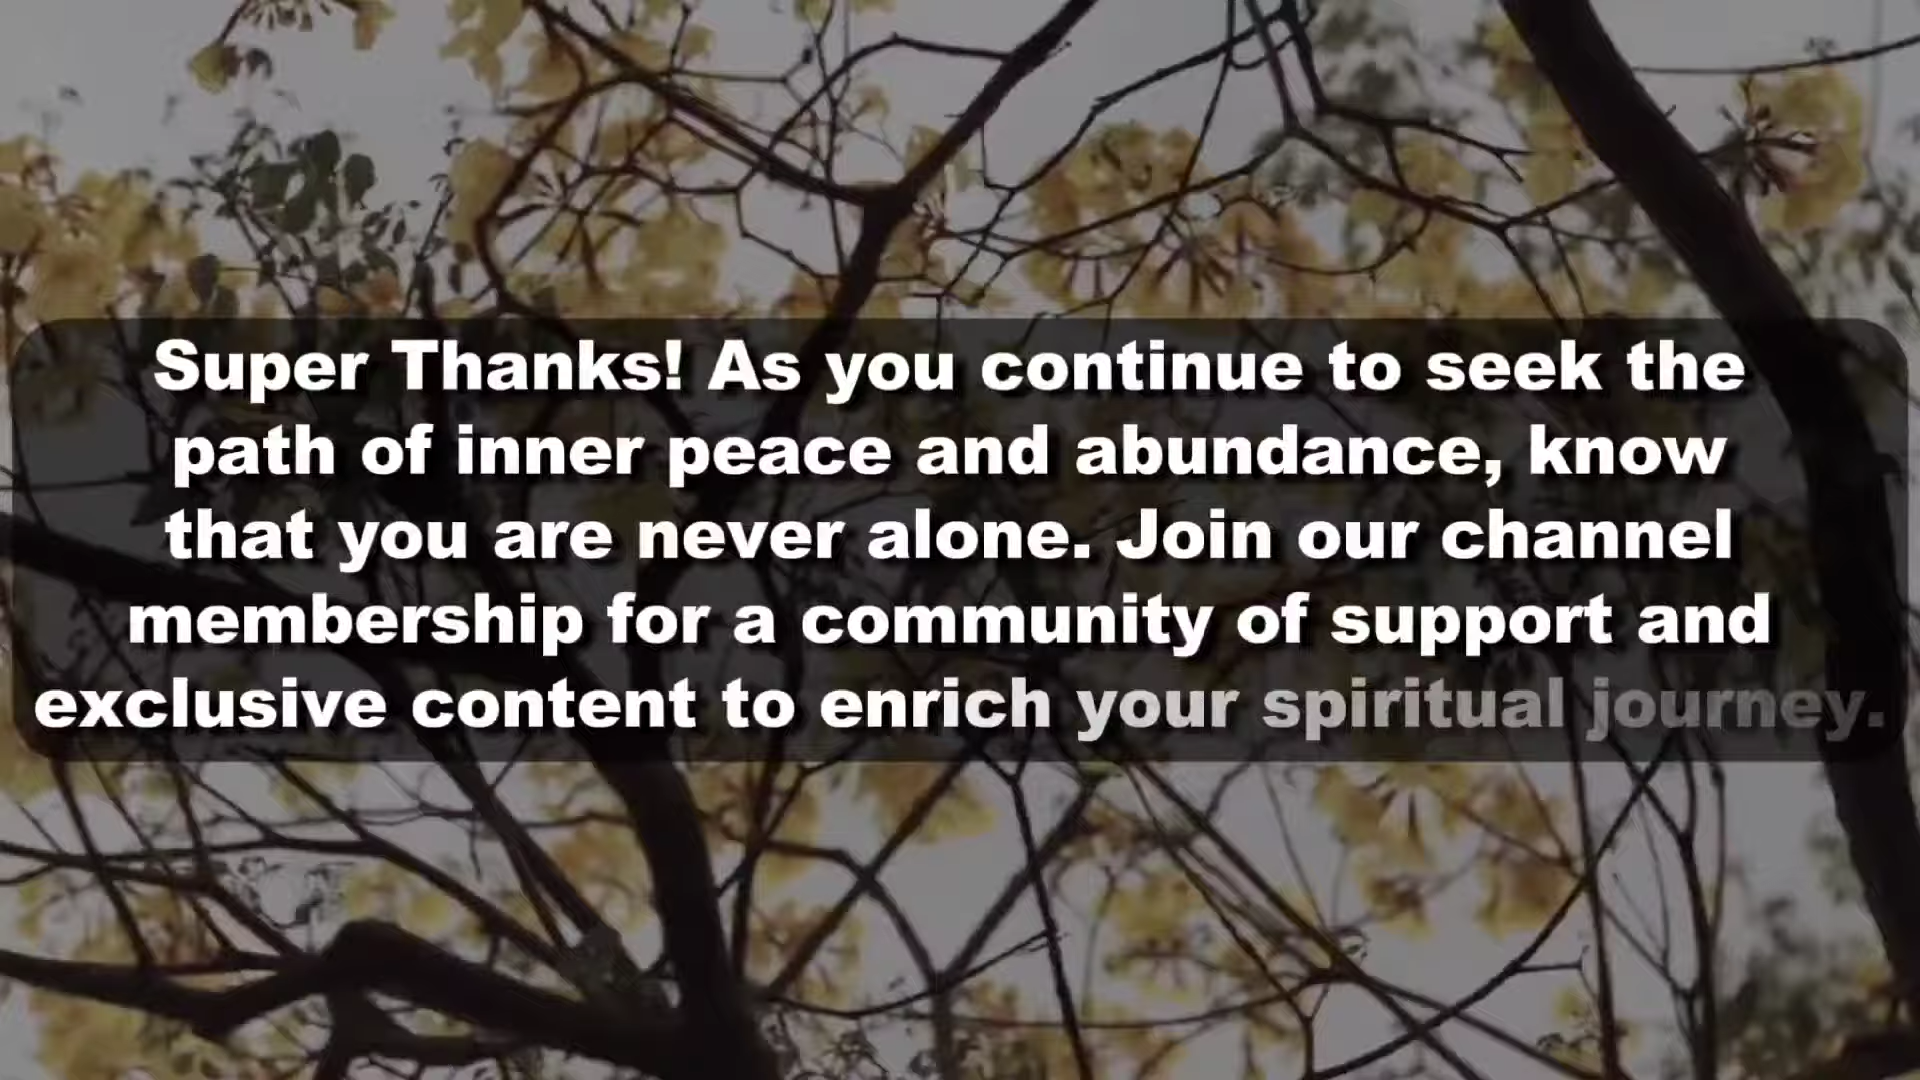 Super Thanks! As you continue to seek the
path of inner peace and abundance, know
that you are never alone. Join our channel
membership for a community of support and
exclusive content to enrich your spiritual journey.